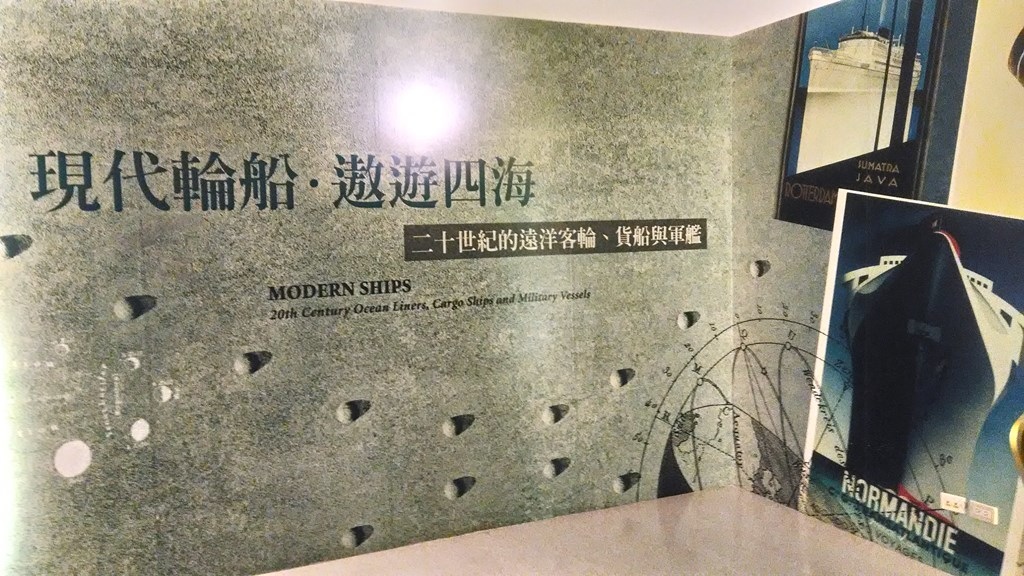 現代輪船·遨遊四海
二十世紀的遠洋客輪、貨船與軍艦
MODERN SHIPS
20th Century Ocean Liners, Cargo Ships and Military Vessels
SUMATRA
JAVA
ROTTERDAM
NORMANDIE